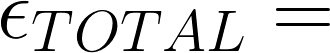 ϵ_{TOTAL} =